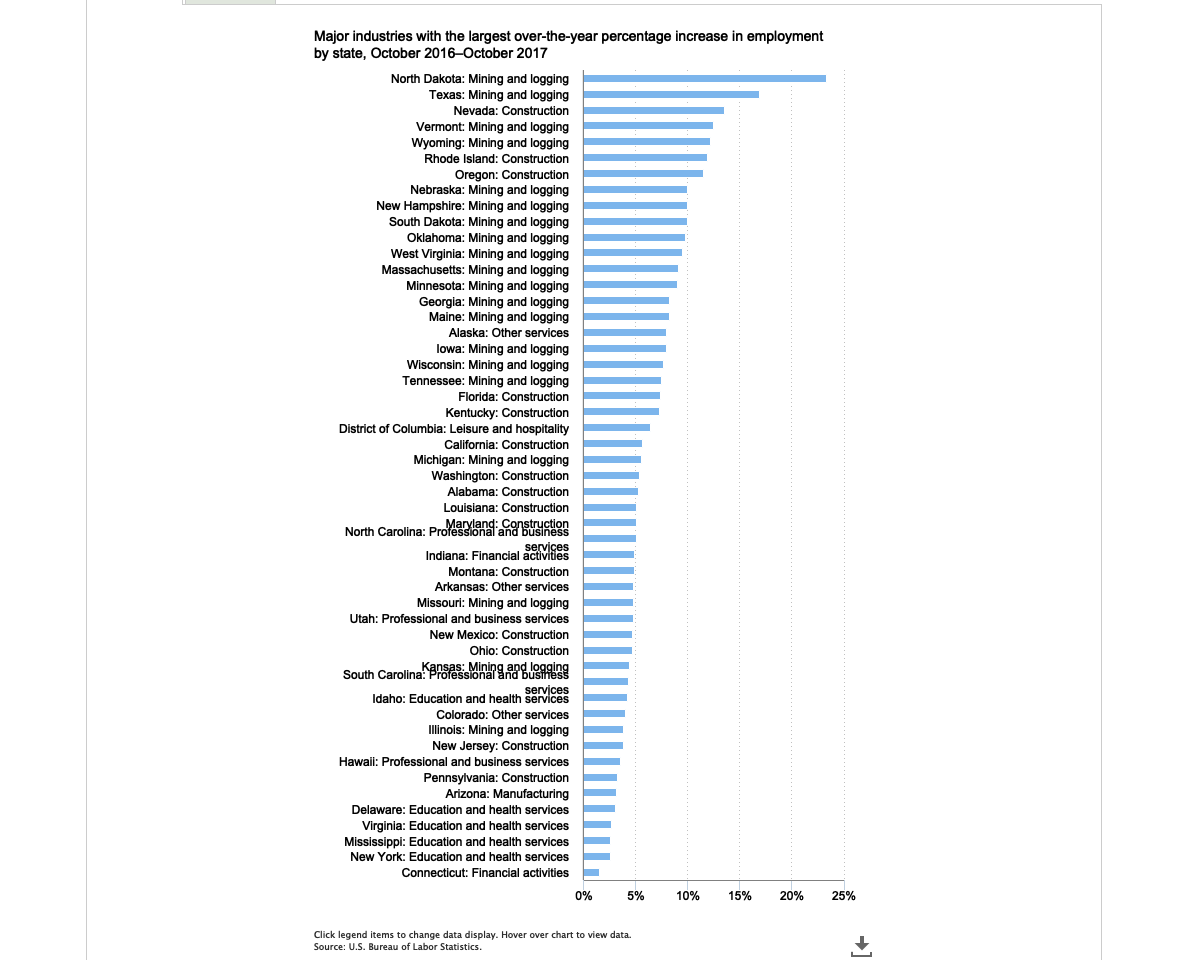 Major industries with the largest over-the-year percentage increase in employment
by state, October 2016–October 2017
North Dakota: Mining and logging
Texas: Mining and logging
Nevada: Construction
Vermont: Mining and logging
Wyoming: Mining and logging
Rhode Island: Construction
Oregon: Construction
Nebraska: Mining and logging
New Hampshire: Mining and logging
South Dakota: Mining and logging
Oklahoma: Mining and logging
West Virginia: Mining and logging
Massachusetts: Mining and logging
Minnesota: Mining and logging
Georgia: Mining and logging
Maine: Mining and logging
Alaska: Other services
Iowa: Mining and logging
Wisconsin: Mining and logging
Tennessee: Mining and logging
Florida: Construction
Kentucky: Construction
District of Columbia: Leisure and hospitality
California: Construction
Michigan: Mining and logging
Washington: Construction
Alabama: Construction
Louisiana: Construction
Maryland: Construction
North Carolina: Professional and business
services
Indiana: Financial activities
Montana: Construction
Arkansas: Other services
Missouri: Mining and logging
Utah: Professional and business services
New Mexico: Construction
Ohio: Construction
Kansas: Mining and logging
South Carolina: Professional and business
services
Idaho: Education and health services
Colorado: Other services
Illinois: Mining and logging
New Jersey: Construction
Hawaii: Professional and business services
Pennsylvania: Construction
Arizona: Manufacturing
Delaware: Education and health services
Virginia: Education and health services
Mississippi: Education and health services
New York: Education and health services
Connecticut: Financial activities
0% 5% 10% 15% 20% 25%
Click legend items to change data display. Hover over chart to view data.
Source: U.S. Bureau of Labor Statistics.